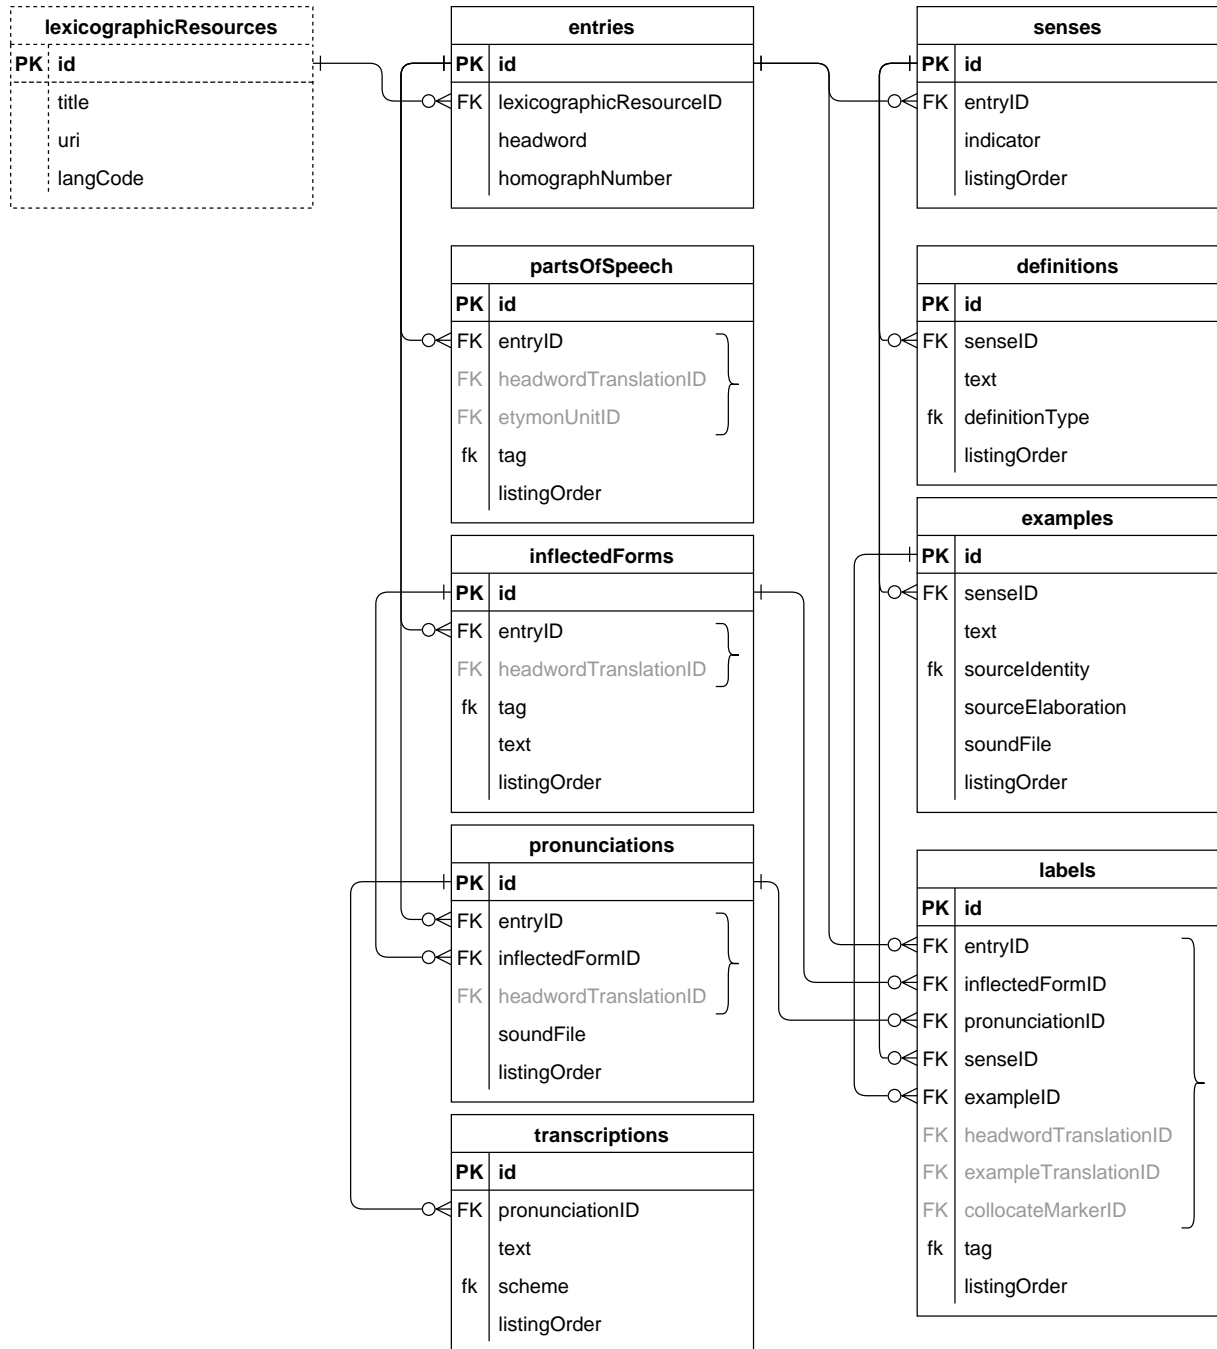 lexicographicResources
PK id
title
uri
langCode
entries
PK id
FK lexicographicResourceID
headword
homographNumber
senses
PK id
FK entryID
indicator
listingOrder
partsOfSpeech
PK id
FK entryID
FK headwordTranslationID
FK etymonUnitID
fk tag
listingOrder
definitions
PK id
FK senseID
text
fk definitionType
listingOrder
inflectedForms
PK id
FK entryID
FK headwordTranslationID
fk tag
text
listingOrder
examples
PK id
FK senseID
text
fk sourceIdentity
sourceElaboration
soundFile
listingOrder
pronunciations
PK id
FK entryID
FK inflectedFormID
FK headwordTranslationID
soundFile
listingOrder
labels
PK id
FK entryID
FK inflectedFormID
FK pronunciationID
FK senseID
FK exampleID
FK headwordTranslationID
FK exampleTranslationID
FK collocateMarkerID
fk tag
listingOrder
transcriptions
PK id
FK pronunciationID
text
fk scheme
listingOrder